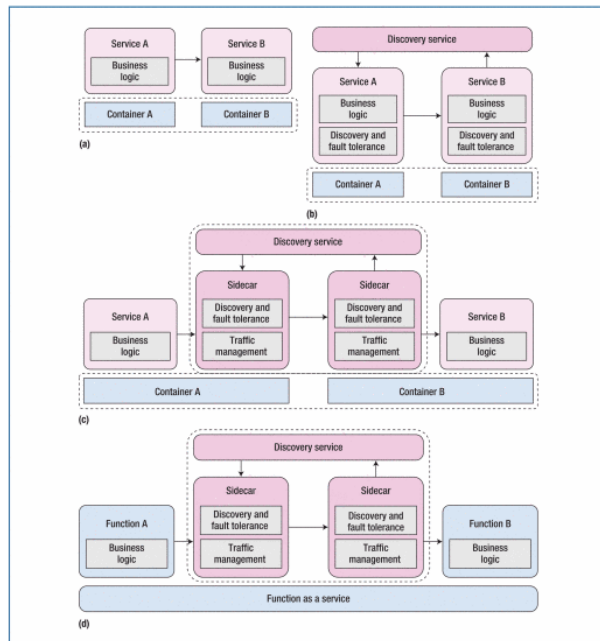 Service A
Business
logic
Service B
Business
logic
Container A
Container B
(a)
Discovery service
Service A
Business
logic
Discovery and
fault tolerance
Service B
Business
logic
Discovery and
fault tolerance
Container A
Container B
(b)
Discovery service
Service A
Business
logic
Sidecar
Discovery and
fault tolerance
Traffic
management
Sidecar
Discovery and
fault tolerance
Traffic
management
Service B
Business
logic
Container A
Container B
(c)
Discovery service
Function A
Business
logic
Sidecar
Discovery and
fault tolerance
Traffic
management
Sidecar
Discovery and
fault tolerance
Traffic
management
Function B
Business
logic
Function as a service
(d)